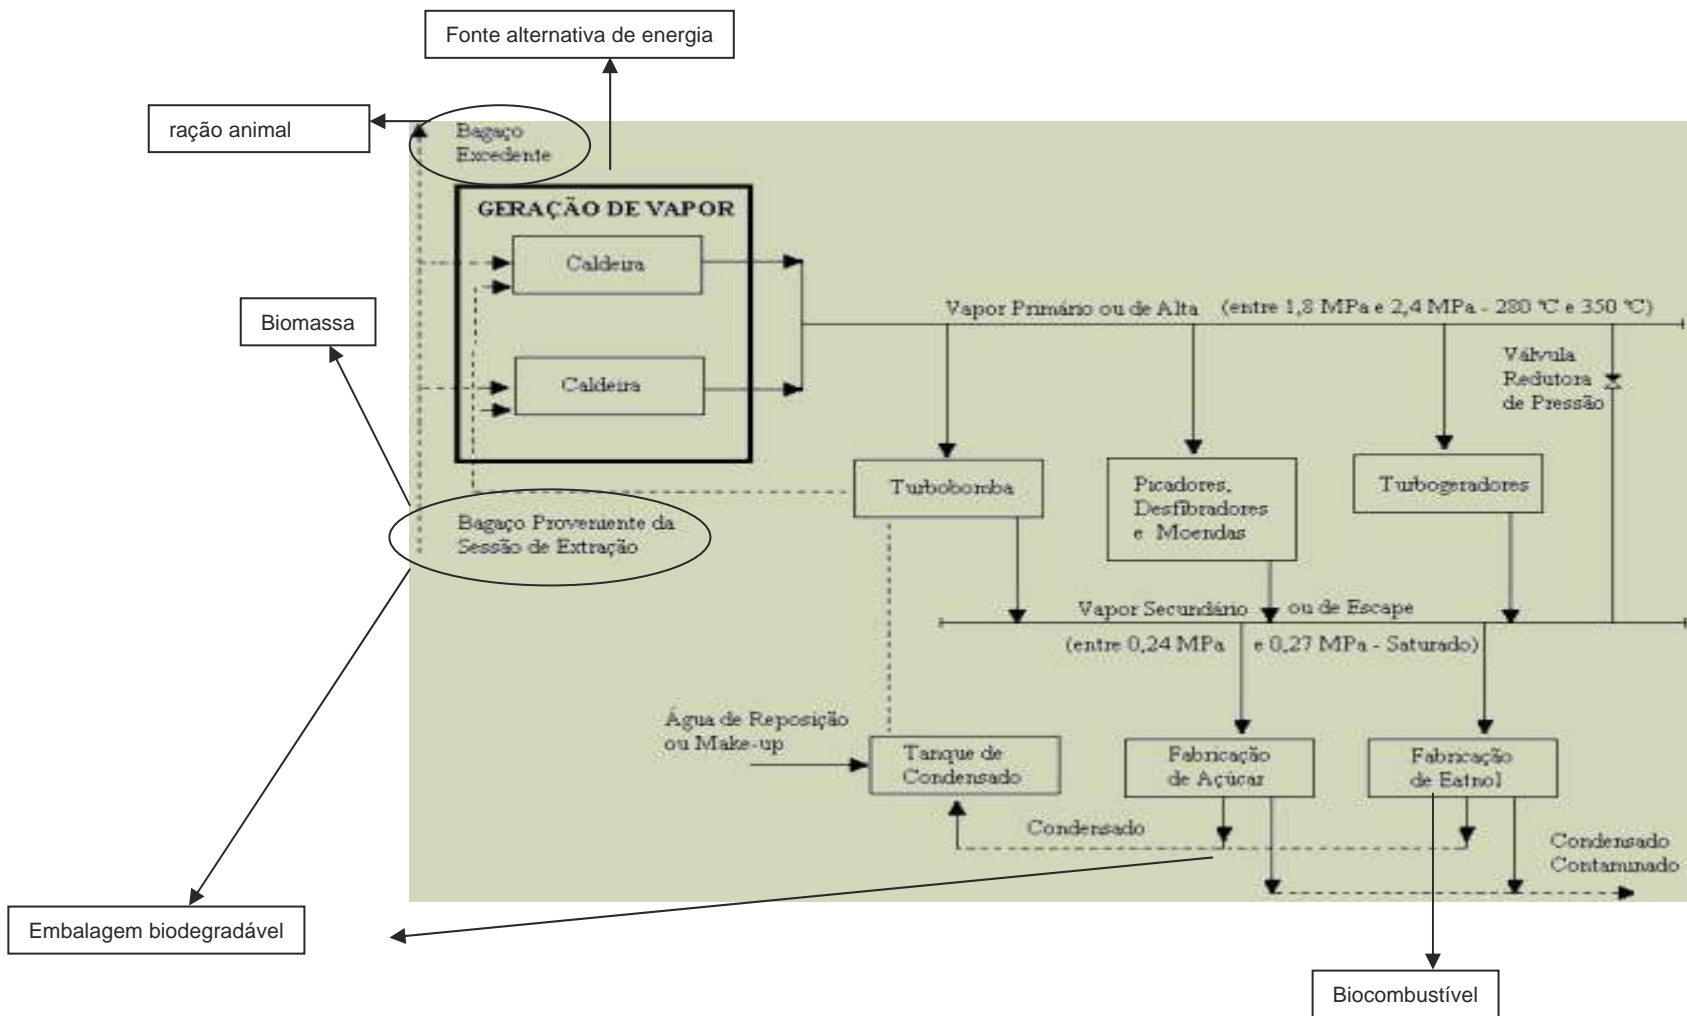 Fonte alternativa de energia
ração animal
Bagaço
Excedente
GERAÇÃO DE VAPOR
Caldeira
Biomassa
Vapor Primário ou de Alta (entre 1,8 MPa e 2,4 MPa - 280 °C e 350 °C)
Caldeira
Válvula
Redutora
de Pressão
Turbobomba
Picadores,
Desfibradores
e Moendas
Turbogeradores
Bagaço Proveniente da
Sessão de Extração
Vapor Secundário ou de Escape
(entre 0,24 MPa e 0,27 MPa - Saturado)
Água de Reposição
ou Make-up
Tanque de
Condensado
Fabricação
de Açúcar
Fabricação
de Eatnol
Condensado
Condensado
Contaminado
Embalagem biodegradável
Biocombustível